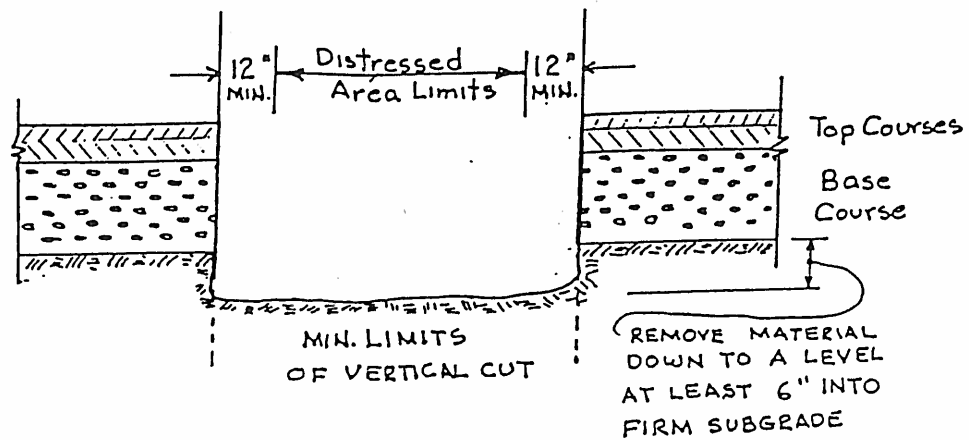 12" Distressed 12"
MIN. Area Limits MIN.
Top Courses
Base
Course
MIN. LIMITS
OF VERTICAL CUT
REMOVE MATERIAL
DOWN TO A LEVEL
AT LEAST 6" INTO
FIRM SUBGRADE